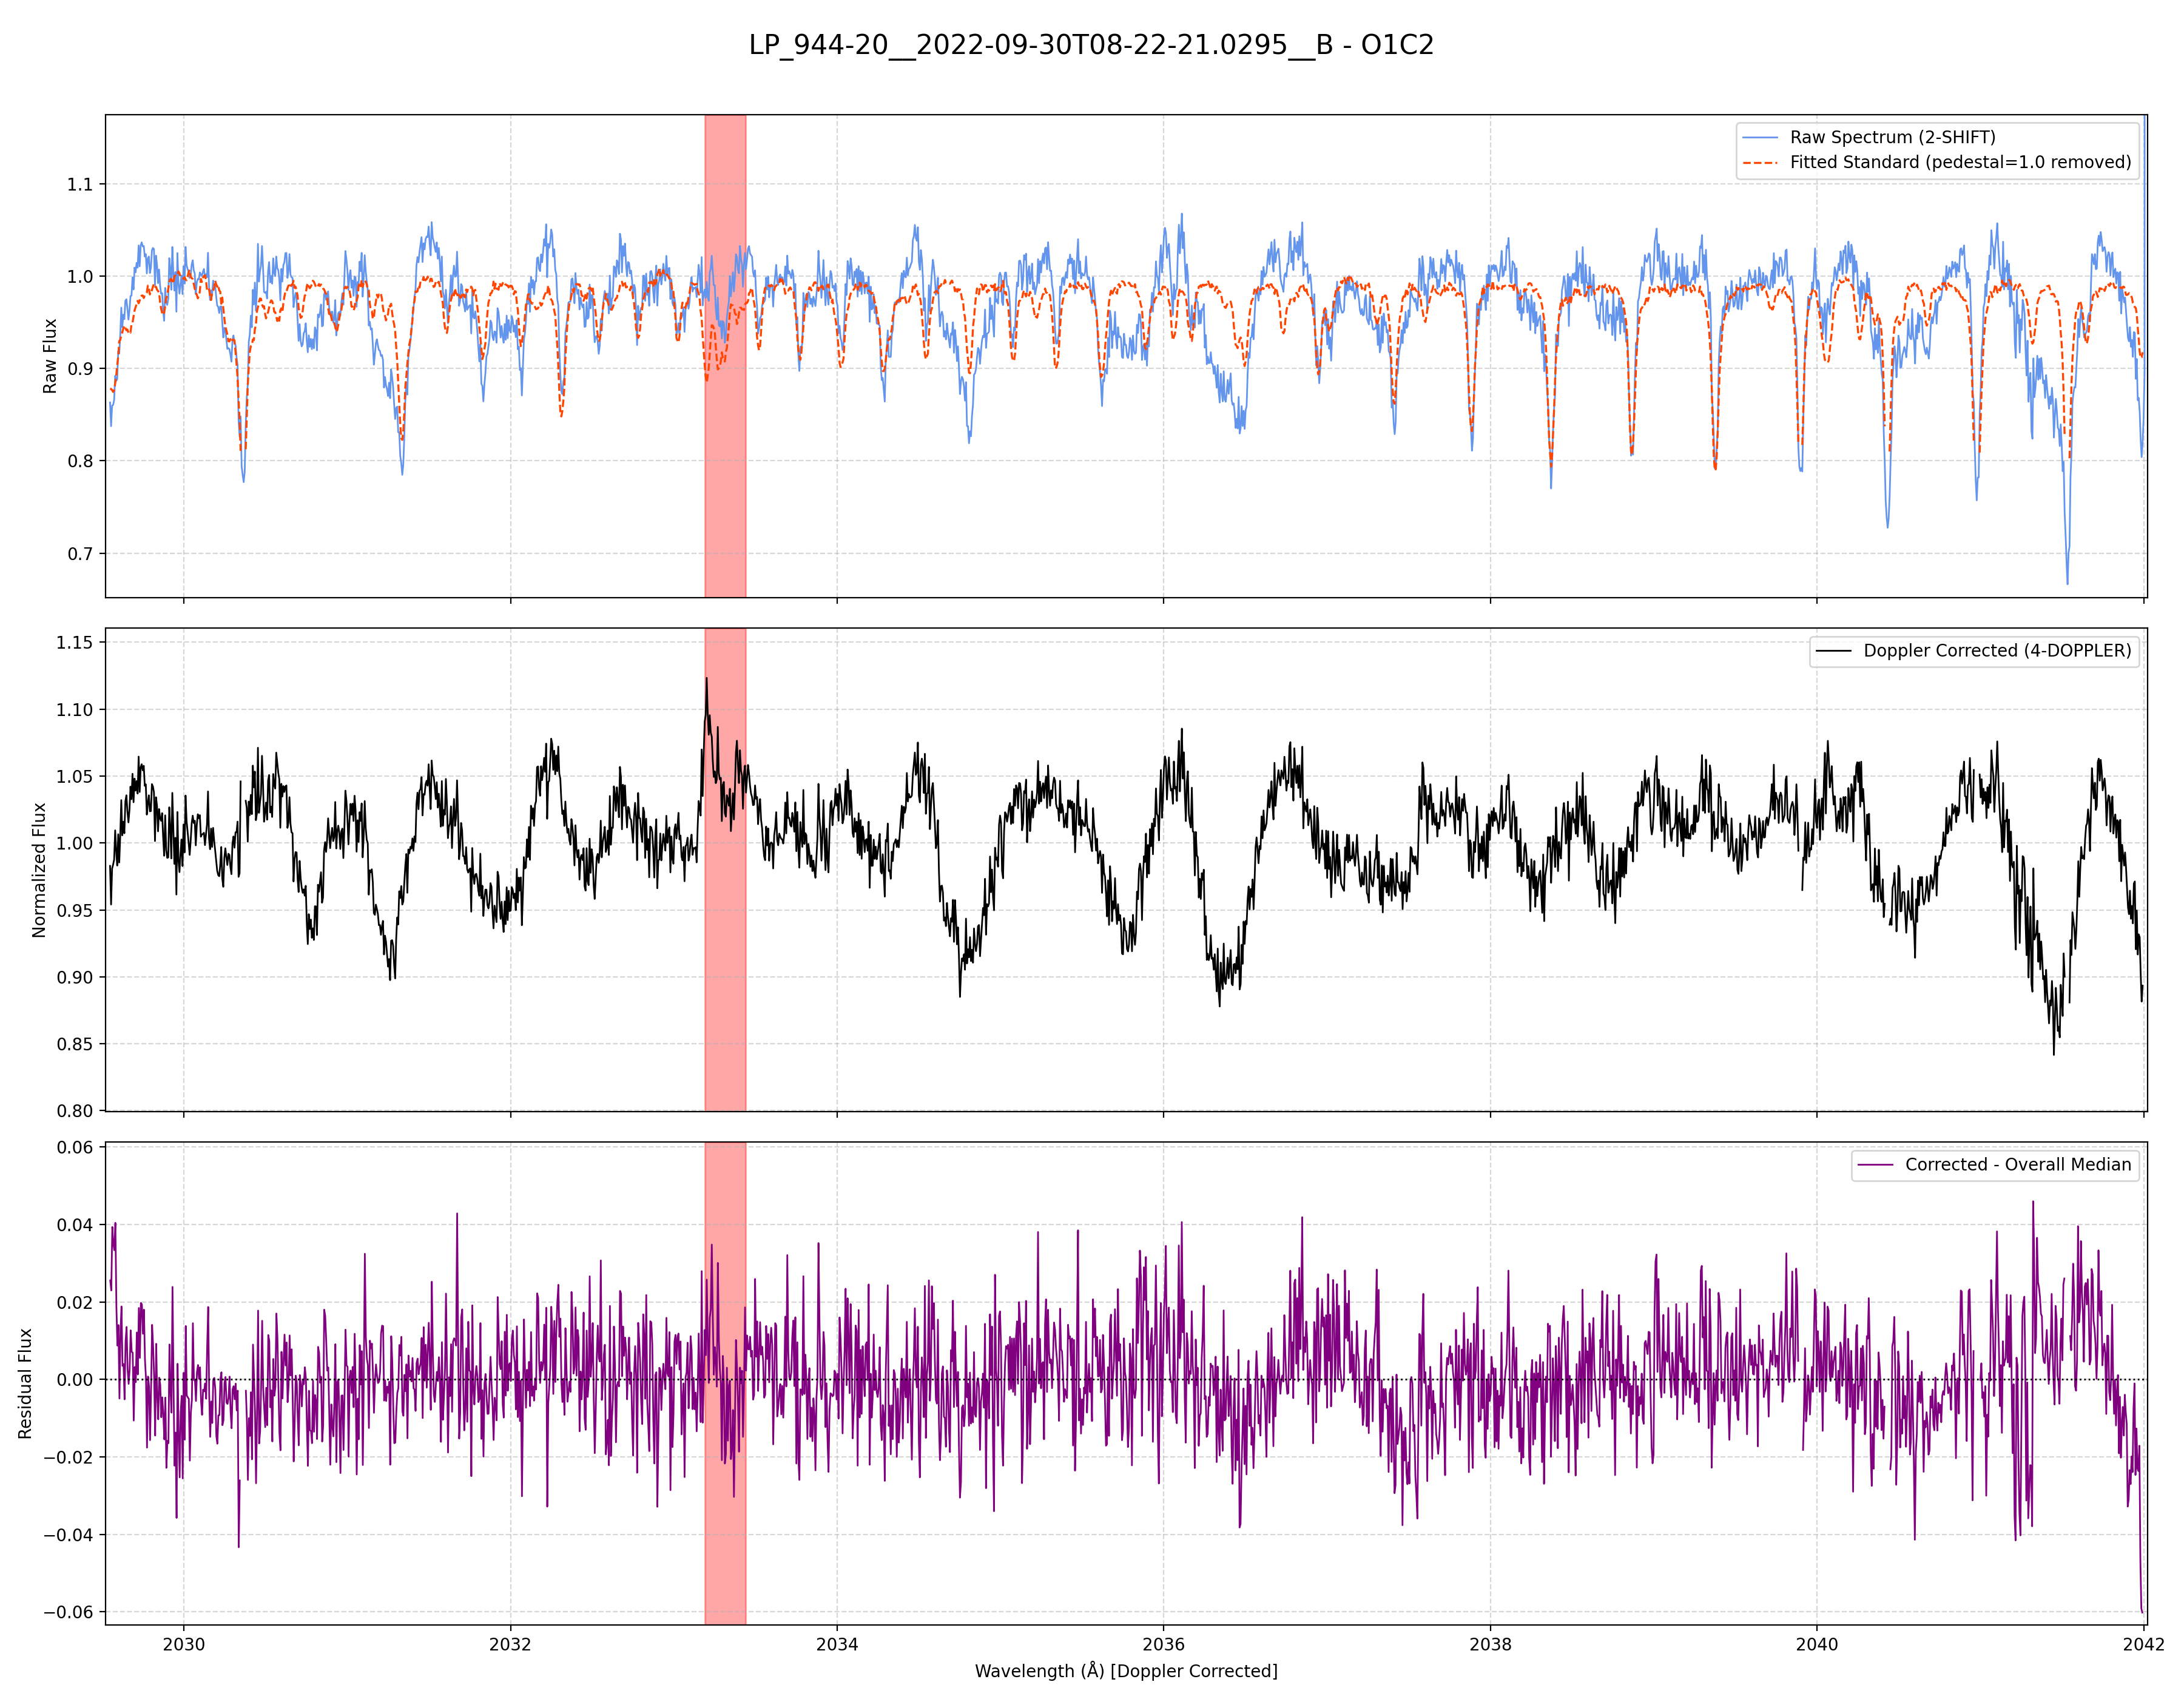 LP_944-20__2022-09-30T08-22-21.0295__B - O1C2
Raw Spectrum (2-SHIFT)
Fitted Standard (pedestal=1.0 removed)
1.1
1.0
0.9
0.8
0.7
Raw Flux
Doppler Corrected (4-DOPPLER)
1.15
1.10
1.05
1.00
0.95
0.90
0.85
0.80
Normalized Flux
Corrected - Overall Median
0.06
0.04
0.02
0.00
−0.02
−0.04
−0.06
Residual Flux
2030 2032 2034 2036 2038 2040 2042
Wavelength (Å) [Doppler Corrected]